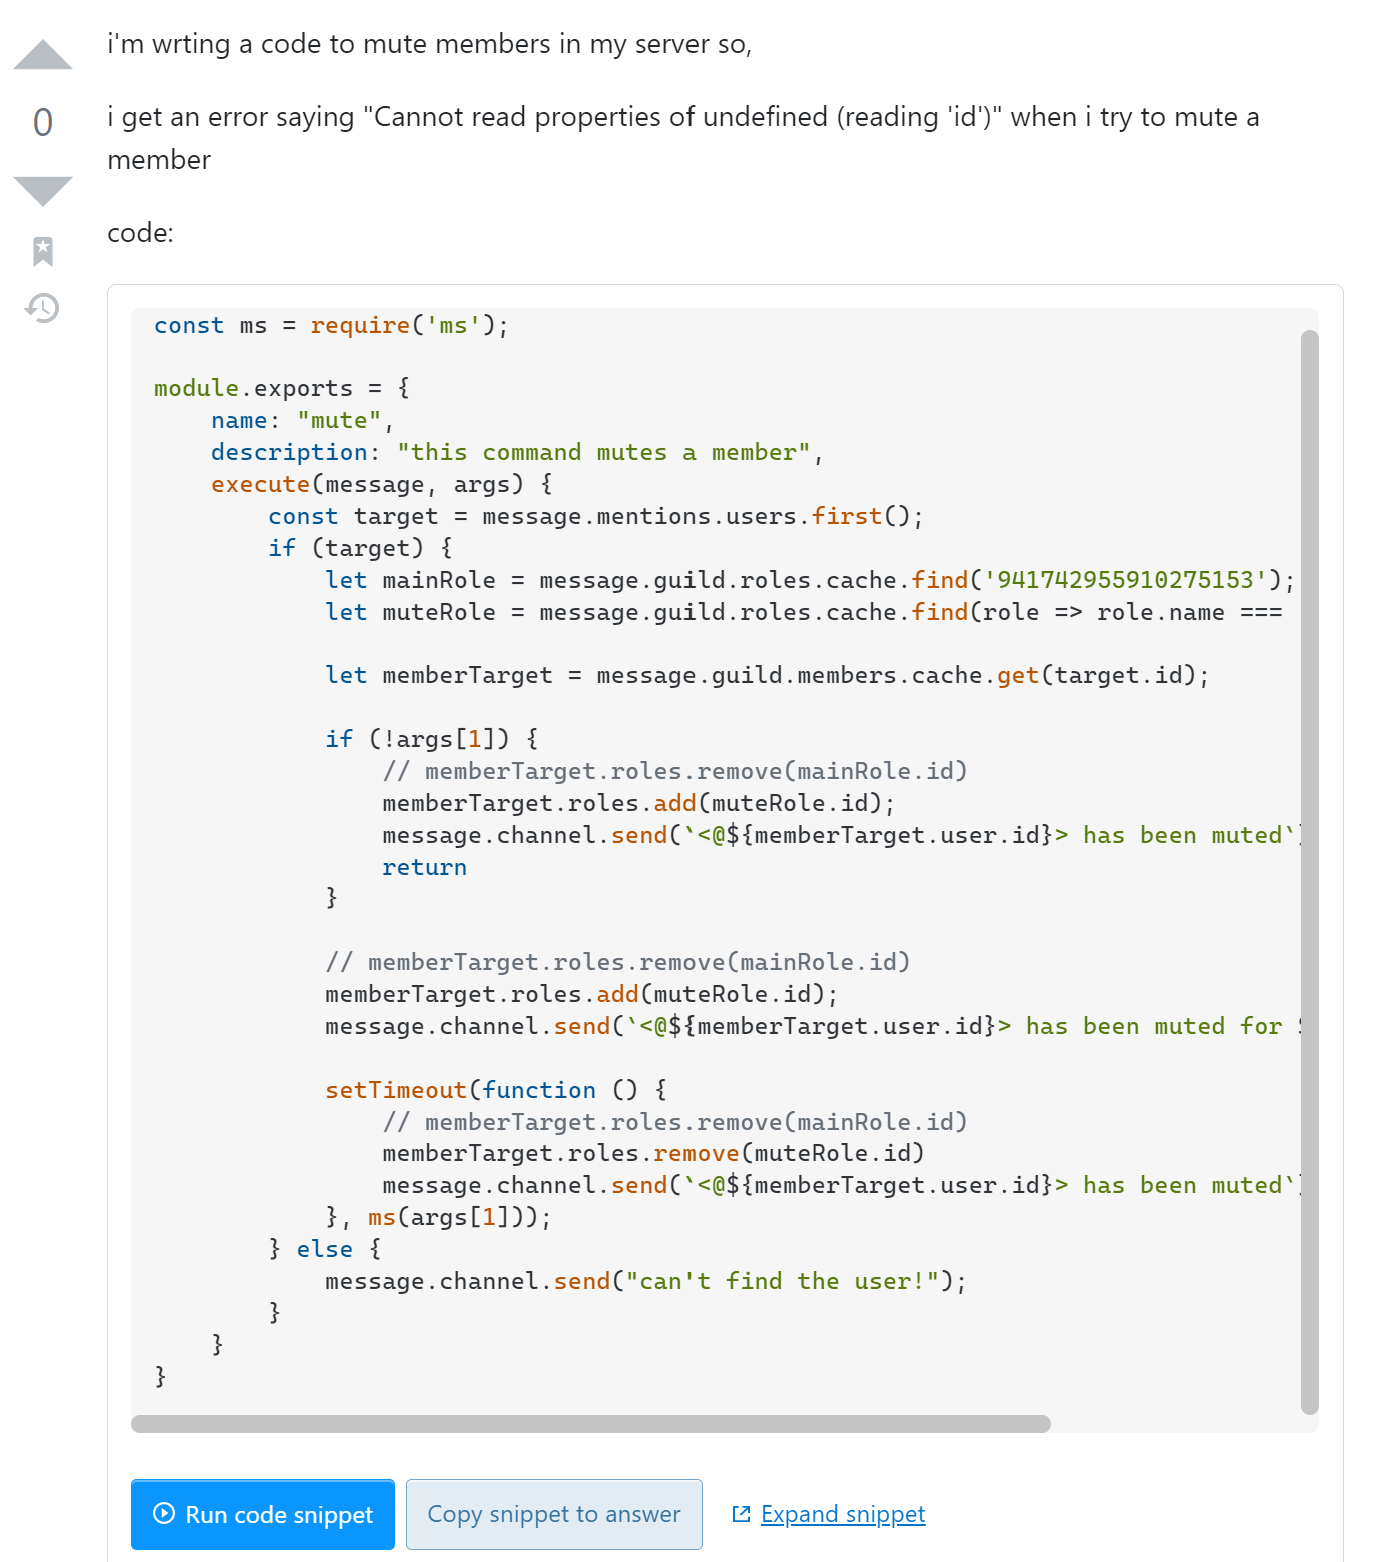 i'm wrting a code to mute members in my server so,
0
i get an error saying "Cannot read properties of undefined (reading 'id')" when i try to mute a
member
code:
const ms = require('ms');
module.exports = {
    name: "mute",
    description: "this command mutes a member",
    execute(message, args) {
        const target = message.mentions.users.first();
        if (target) {
            let mainRole = message.guild.roles.cache.find('941742955910275153');
            let muteRole = message.guild.roles.cache.find(role => role.name ===
            let memberTarget = message.guild.members.cache.get(target.id);
            if (!args[1]) {
                // memberTarget.roles.remove(mainRole.id)
                memberTarget.roles.add(muteRole.id);
                message.channel.send(`<@${memberTarget.user.id}> has been muted`)
                return
            }
            // memberTarget.roles.remove(mainRole.id)
            memberTarget.roles.add(muteRole.id);
            message.channel.send(`<@${memberTarget.user.id}> has been muted for
            setTimeout(function () {
                // memberTarget.roles.remove(mainRole.id)
                memberTarget.roles.remove(muteRole.id)
                message.channel.send(`<@${memberTarget.user.id}> has been muted`)
            }, ms(args[1]));
        } else {
            message.channel.send("can't find the user!");
        }
    }
}
Run code snippet
Copy snippet to answer
Expand snippet